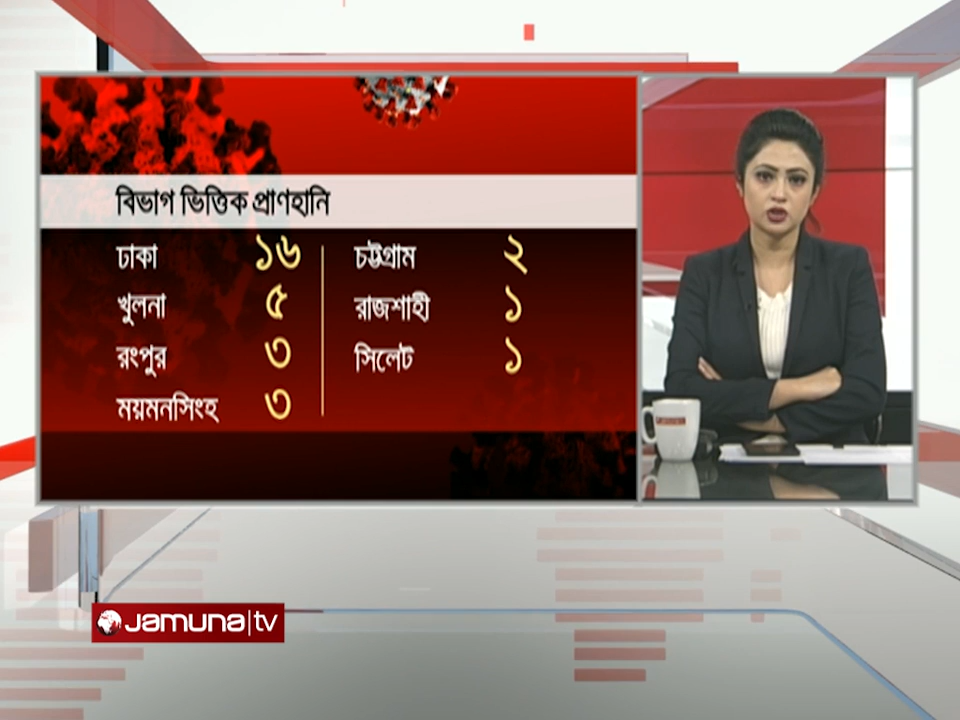 বিভাগ ভিত্তিক প্রাণহানি
ঢাকা ১৬
খুলনা ৫
রংপুর ৩
ময়মনসিংহ ৩
চট্টগ্রাম ২
রাজশাহী ১
সিলেট ১
JAMUNA|tv